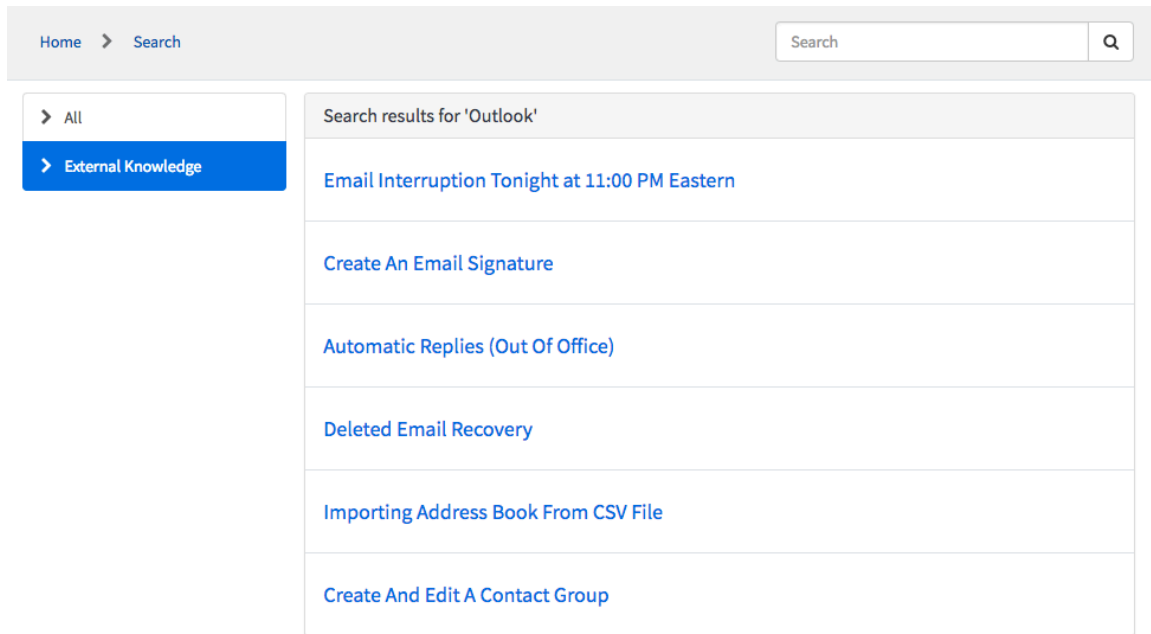 Home > Search
Search
All
External Knowledge
Search results for 'Outlook'
Email Interruption Tonight at 11:00 PM Eastern
Create An Email Signature
Automatic Replies (Out Of Office)
Deleted Email Recovery
Importing Address Book From CSV File
Create And Edit A Contact Group